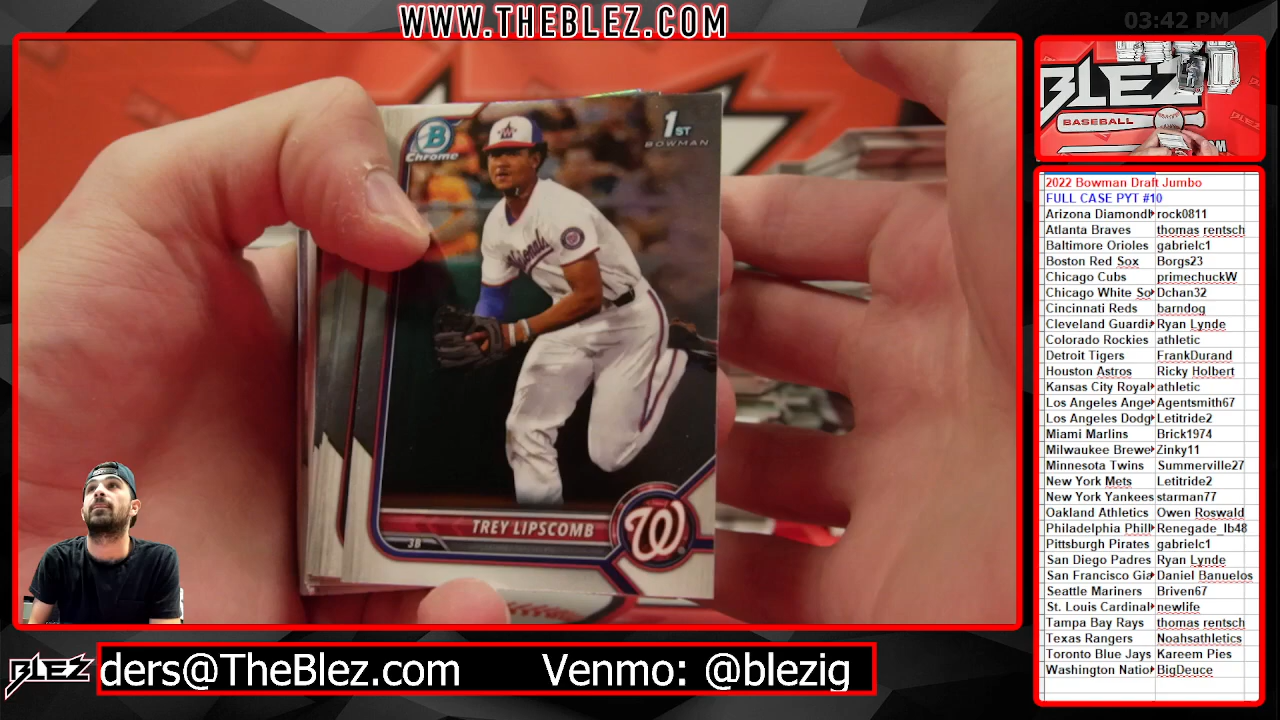 WWW.THEBLEZ.COM
03:42 PM
B
Chrome
1ST
BOWMAN
Nationals
TREY LIPSCOMB
3B
W
BLEZ
BASEBALL
2022 Bowman Draft Jumbo
FULL CASE PYT #10
Arizona Diamondb rock0811
Atlanta Braves thomas rentsch
Baltimore Orioles gabrielc1
Boston Red Sox Borgs23
Chicago Cubs primechuckW
Chicago White So Dchan32
Cincinnati Reds barndog
Cleveland Guardi Ryan Lynde
Colorado Rockies athletic
Detroit Tigers FrankDurand
Houston Astros Ricky Holbert
Kansas City Royal athletic
Los Angeles Ange Agentsmith67
Los Angeles Dodg Letitride2
Miami Marlins Brick1974
Milwaukee Brewe Zinky11
Minnesota Twins Summerville27
New York Mets Letitride2
New York Yankees starman77
Oakland Athletics Owen Roswald
Philadelphia Phill Renegade_lb48
Pittsburgh Pirates gabrielc1
San Diego Padres Ryan Lynde
San Francisco Gia Daniel Banuelos
Seattle Mariners Briven67
St. Louis Cardinal newlife
Tampa Bay Rays thomas rentsch
Texas Rangers Noahsathletics
Toronto Blue Jays Kareem Pies
Washington Natio BigDeuce
BLEZ
ders@TheBlez.com Venmo: @blezig